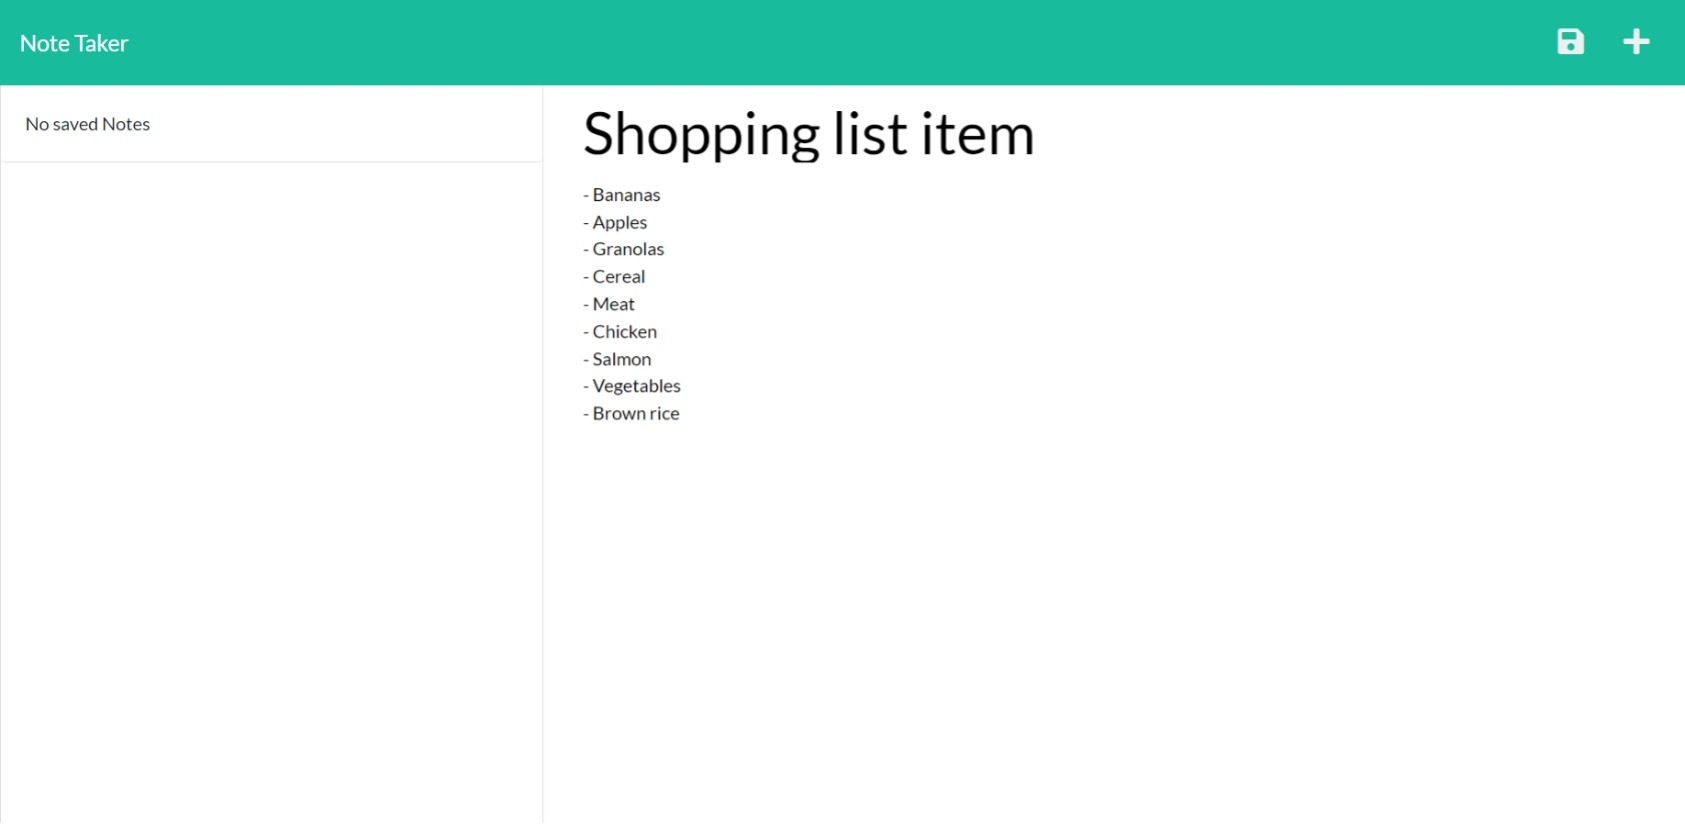 Note Taker
No saved Notes
Shopping list item
- Bananas
- Apples
- Granolas
- Cereal
- Meat
- Chicken
- Salmon
- Vegetables
- Brown rice